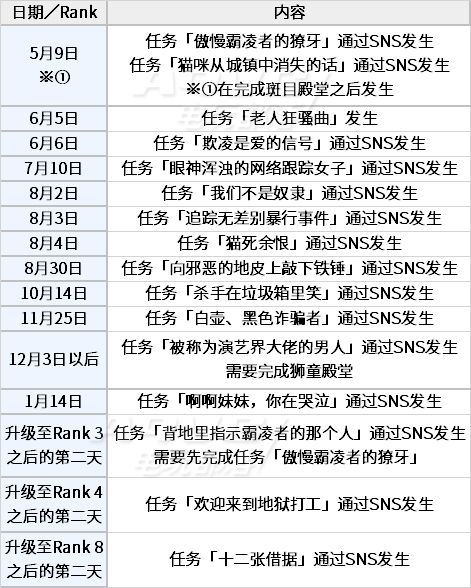 日期／Rank 内容
5月9日
※①
任务「傲慢霸凌者的獠牙」通过SNS发生
任务「猫咪从城镇中消失的话」通过SNS发生
※①在完成斑目殿堂之后发生
6月5日 任务「老人狂骚曲」发生
6月6日 任务「欺凌是爱的信号」通过SNS发生
7月10日 任务「眼神浑浊的网络跟踪女子」通过SNS发生
8月2日 任务「我们不是奴隶」通过SNS发生
8月3日 任务「追踪无差别暴行事件」通过SNS发生
8月4日 任务「猫死余恨」通过SNS发生
8月30日 任务「向邪恶的地皮上敲下铁锤」通过SNS发生
10月14日 任务「杀手在垃圾箱里笑」通过SNS发生
11月25日 任务「白壶、黑色诈骗者」通过SNS发生
12月3日以后
任务「被称为演艺界大佬的男人」通过SNS发生
需要完成狮童殿堂
1月14日 任务「啊啊妹妹，你在哭泣」通过SNS发生
升级至Rank 3
之后的第二天
任务「背地里指示霸凌者的那个人」通过SNS发生
需要先完成任务「傲慢霸凌者的獠牙」
升级至Rank 4
之后的第二天
任务「欢迎来到地狱打工」通过SNS发生
升级至Rank 8
之后的第二天
任务「十二张借据」通过SNS发生